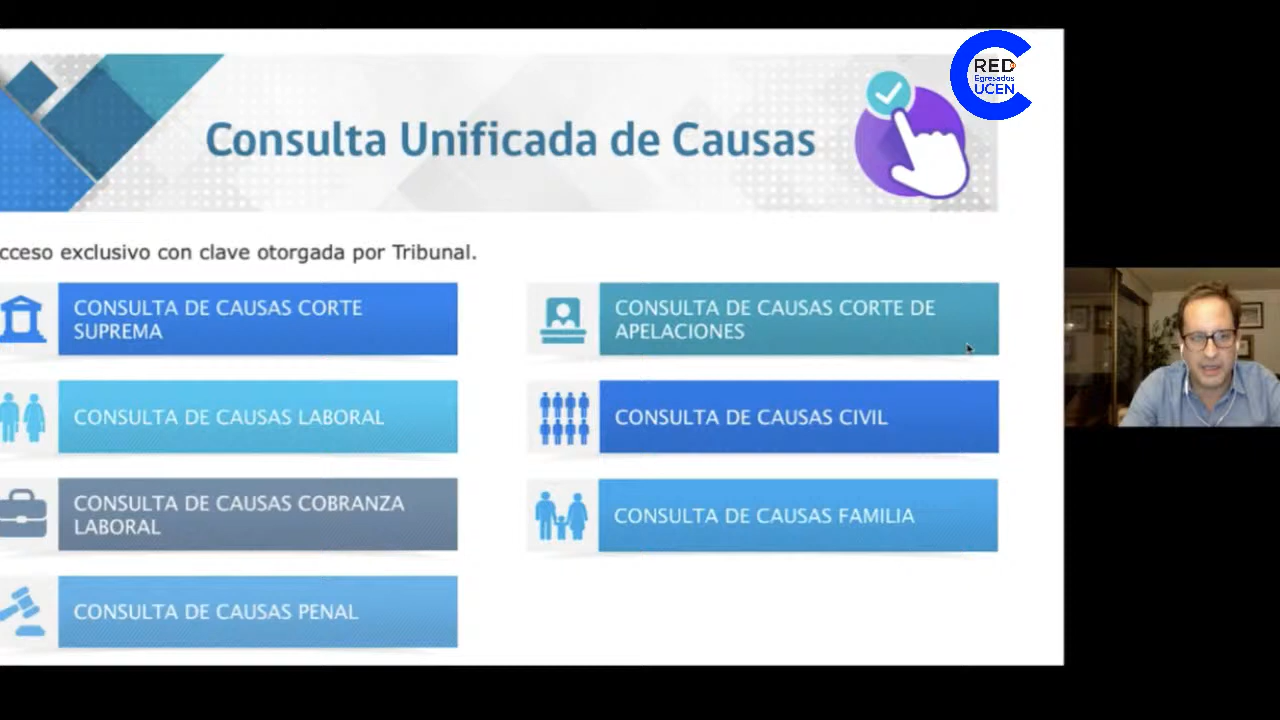 RED
Egresados
UCEN
Consulta Unificada de Causas
cceso exclusivo con clave otorgada por Tribunal.
CONSULTA DE CAUSAS CORTE
SUPREMA
CONSULTA DE CAUSAS CORTE DE
APELACIONES
CONSULTA DE CAUSAS LABORAL
CONSULTA DE CAUSAS CIVIL
CONSULTA DE CAUSAS COBRANZA
LABORAL
CONSULTA DE CAUSAS FAMILIA
CONSULTA DE CAUSAS PENAL